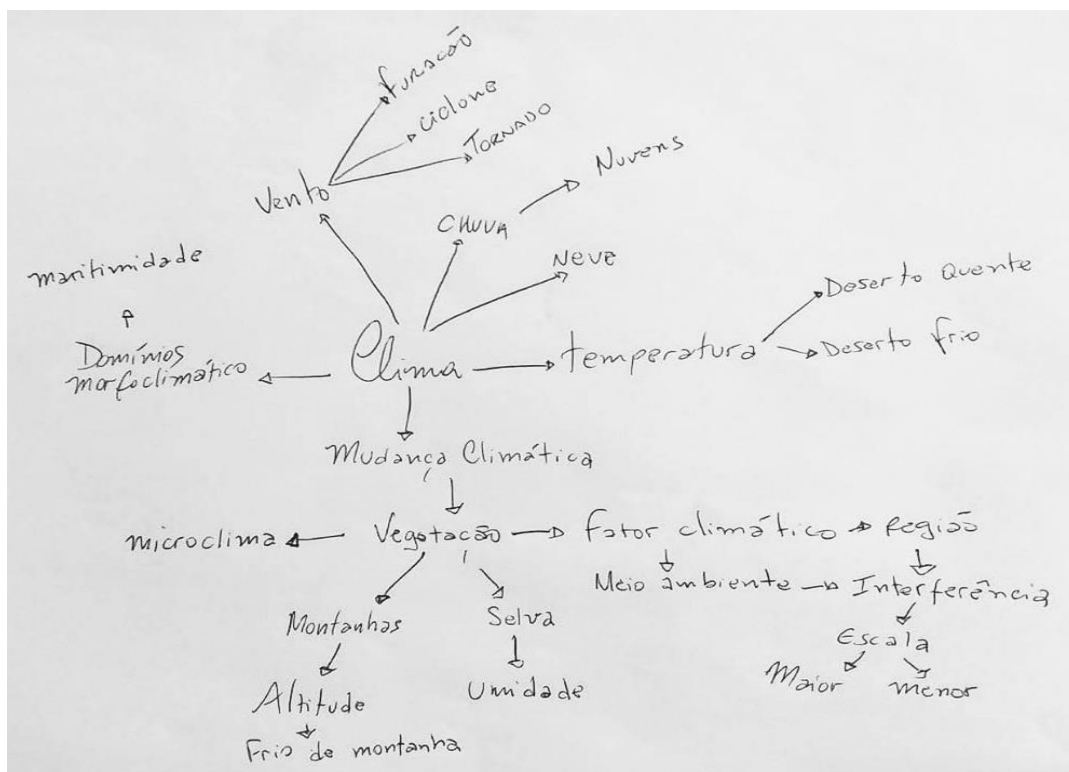 furacão
ciclone
TORNADO
Vento
Nuvens
CHUVA
NEVE
maritimidade
Domínios
morfoclimático
Clima
temperatura
Deserto Quente
Deserto frio
Mudança Climática
microclima
Vegetação
fator climático
Região
Meio ambiente
Interferência
Montanhas
Selva
Escala
Maior
menor
Altitude
Umidade
Frio de montanha